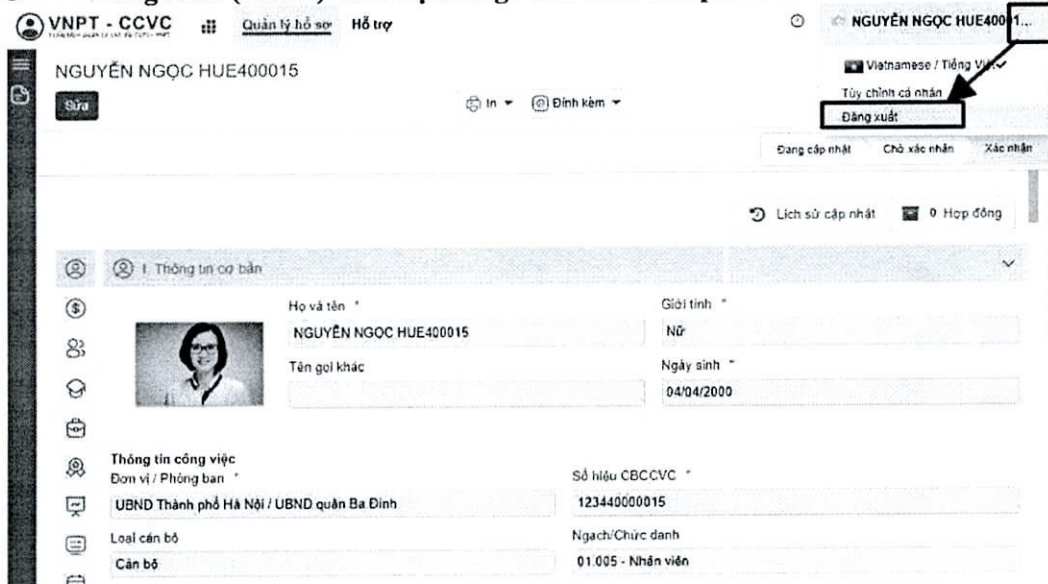 VNPT - CCVC
Quản lý hồ sơ
Hỗ trợ
NGUYỄN NGỌC HUE40001...
NGUYỄN NGỌC HUE400015
Vietnamese / Tiếng Việt
Tùy chỉnh cá nhân
Đăng xuất
Sửa
In
Đính kèm
Đang cập nhật
Chờ xác nhận
Xác nhận
Lịch sử cập nhật
0 Hợp đồng
I. Thông tin cơ bản
Họ và tên *
Giới tính *
NGUYỄN NGỌC HUE400015
Nữ
Tên gọi khác
Ngày sinh *
04/04/2000
Thông tin công việc
Đơn vị / Phòng ban *
Số hiệu CBCCVC *
UBND Thành phố Hà Nội / UBND quận Ba Đình
123440000015
Loại cán bộ
Ngạch/Chức danh
Cán bộ
01.005 - Nhân viên